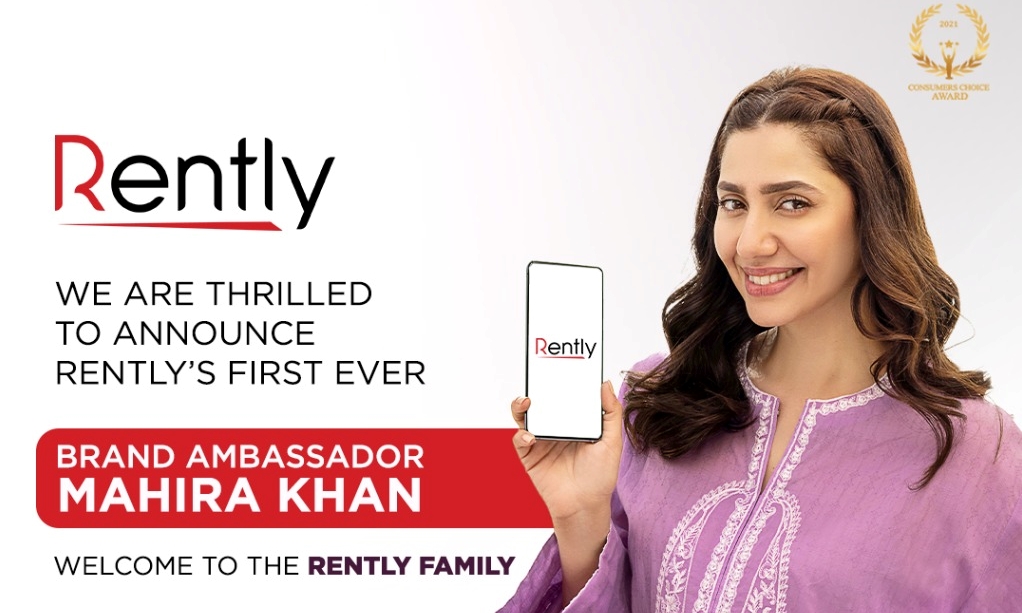 2021
CONSUMERS CHOICE
AWARD
Rently
WE ARE THRILLED
TO ANNOUNCE
RENTLY'S FIRST EVER
Rently
BRAND AMBASSADOR
MAHIRA KHAN
WELCOME TO THE RENTLY FAMILY